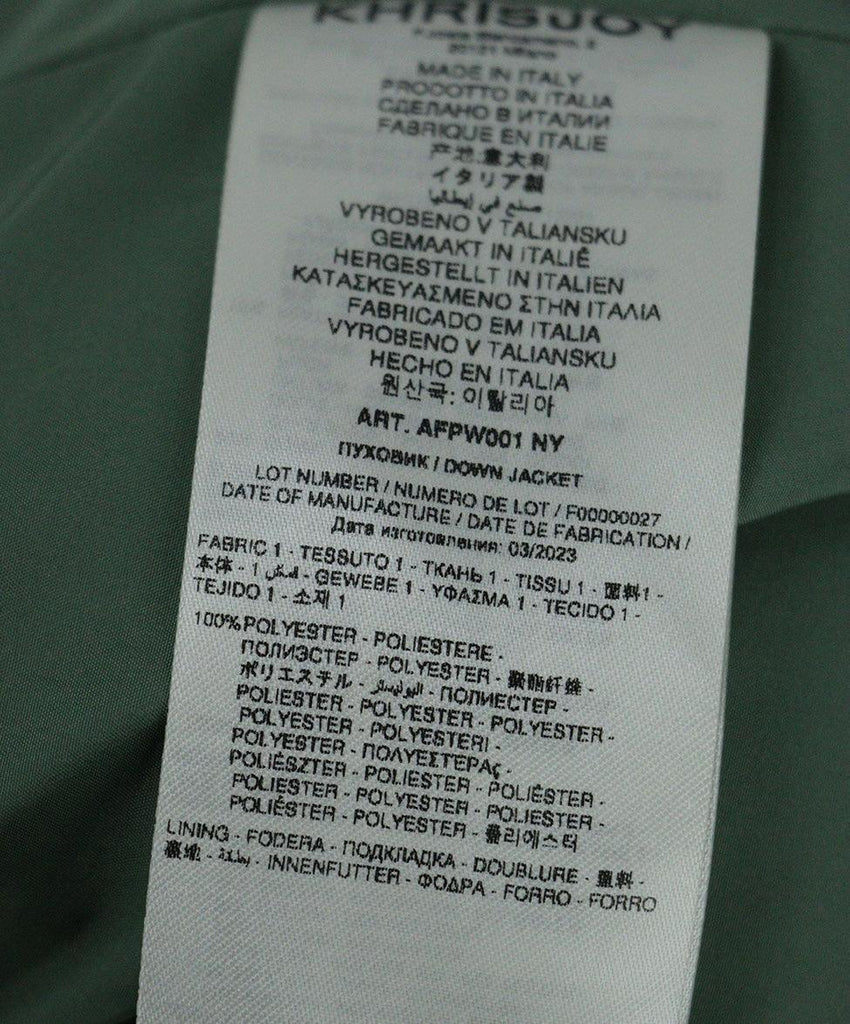 KHRISJOY
MADE IN ITALY
PRODOTTO IN ITALIA
СДЕЛАНО В ИТАЛИИ
FABRIQUE EN ITALIE
产地:意大利
イタリア製
صنع في إيطاليا
VYROBENO V TALIANSKU
GEMAAKT IN ITALIË
HERGESTELLT IN ITALIEN
ΚΑΤΑΣΚΕΥΑΣΜΕΝΟ ΣΤΗΝ ΙΤΑΛΙΑ
FABRICADO EM ITALIA
VYROBENO V TALIANSKU
HECHO EN ITALIA
원산국: 이탈리아
ART. AFPW001 NY
ПУХОВИК / DOWN JACKET
LOT NUMBER / NUMERO DE LOT / F00000027
DATE OF MANUFACTURE / DATE DE FABRICATION /
Дата изготовления: 03/2023
FABRIC 1 - TESSUTO 1 - ТКАНЬ 1 - TISSU 1 - 面料1 -
本体 - 1 قماش - GEWEBE 1 - ΥΦΑΣΜΑ 1 - TECIDO 1 -
TEJIDO 1 - 소재 1
100%POLYESTER - POLIESTERE -
ПОЛИЭСТЕР - POLYESTER - 聚酯纤维 -
ポリエステル - البوليستر - ПОЛИЕСТЕР -
POLIESTER - POLYESTER - POLYESTER -
POLYESTER - POLYESTERI -
POLYESTER - ΠΟΛΥΕΣΤΕΡΑς -
POLIÉSZTER - POLIESTER - POLIÉSTER -
POLIESTER - POLYESTER - POLIESTER -
POLIÉSTER - POLYESTER - 폴리에스터
LINING - FODERA - ПОДКЛАДКА - DOUBLURE - 里料 -
裏地 - بطانة - INNENFUTTER - ΦΟΔΡΑ - FORRO - FORRO